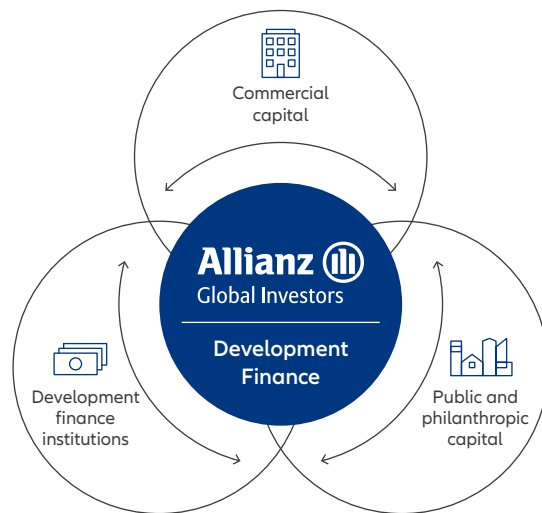 Commercial
capital
Allianz
Global Investors
Development
Finance
Development
finance
institutions
Public and
philanthropic
capital